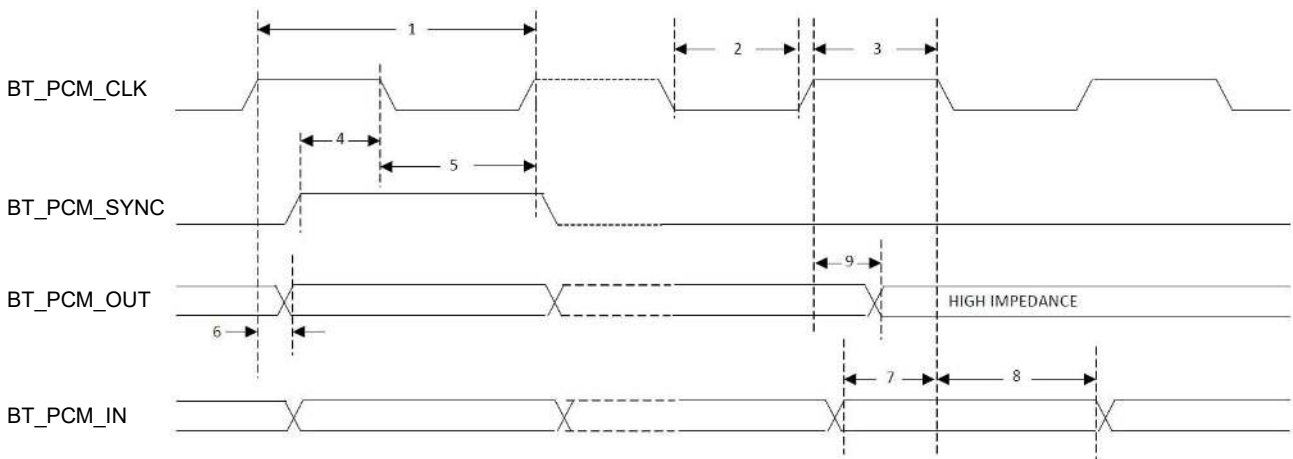 1
2
3
BT_PCM_CLK
4
5
BT_PCM_SYNC
9
BT_PCM_OUT
HIGH IMPEDANCE
6
7
8
BT_PCM_IN